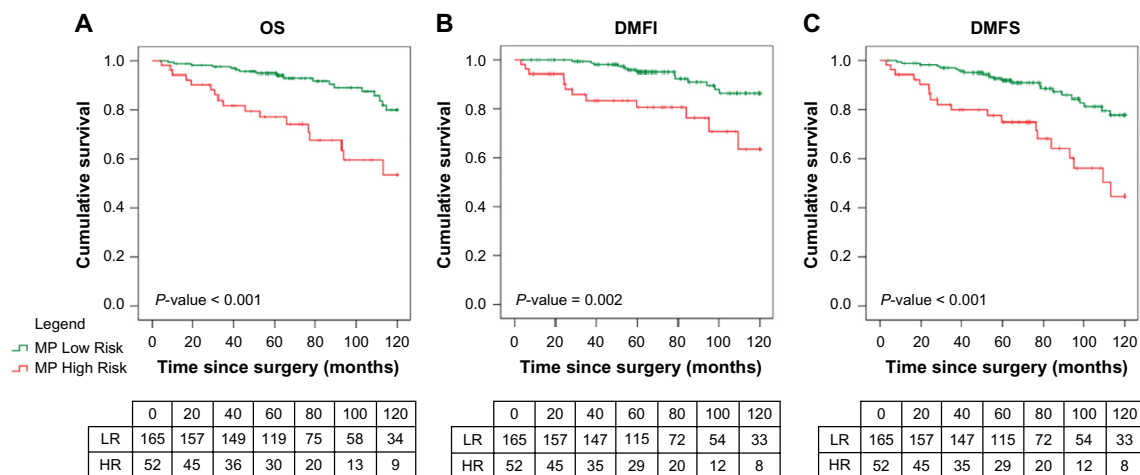 A OS
Cumulative survival
1.0
0.8
0.6
0.4
0.2
0.0
P-value < 0.001
0 20 40 60 80 100 120
Time since surgery (months)
Legend
MP Low Risk
MP High Risk
0 20 40 60 80 100 120
LR 165 157 149 119 75 58 34
HR 52 45 36 30 20 13 9
B DMFI
Cumulative survival
1.0
0.8
0.6
0.4
0.2
0.0
P-value = 0.002
0 20 40 60 80 100 120
Time since surgery (months)
0 20 40 60 80 100 120
LR 165 157 147 115 72 54 33
HR 52 45 35 29 20 12 8
C DMFS
Cumulative survival
1.0
0.8
0.6
0.4
0.2
0.0
P-value < 0.001
0 20 40 60 80 100 120
Time since surgery (months)
0 20 40 60 80 100 120
LR 165 157 147 115 72 54 33
HR 52 45 35 29 20 12 8